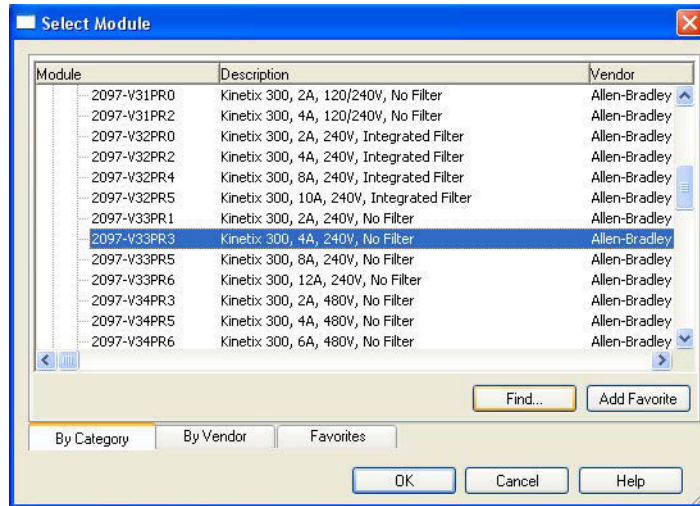 Select Module
Module Description Vendor
2097-V31PR0 Kinetix 300, 2A, 120/240V, No Filter Allen-Bradley
2097-V31PR2 Kinetix 300, 4A, 120/240V, No Filter Allen-Bradley
2097-V32PR0 Kinetix 300, 2A, 240V, Integrated Filter Allen-Bradley
2097-V32PR2 Kinetix 300, 4A, 240V, Integrated Filter Allen-Bradley
2097-V32PR4 Kinetix 300, 8A, 240V, Integrated Filter Allen-Bradley
2097-V32PR5 Kinetix 300, 10A, 240V, Integrated Filter Allen-Bradley
2097-V33PR1 Kinetix 300, 2A, 240V, No Filter Allen-Bradley
2097-V33PR3 Kinetix 300, 4A, 240V, No Filter Allen-Bradley
2097-V33PR5 Kinetix 300, 8A, 240V, No Filter Allen-Bradley
2097-V33PR6 Kinetix 300, 12A, 240V, No Filter Allen-Bradley
2097-V34PR3 Kinetix 300, 2A, 480V, No Filter Allen-Bradley
2097-V34PR5 Kinetix 300, 4A, 480V, No Filter Allen-Bradley
2097-V34PR6 Kinetix 300, 6A, 480V, No Filter Allen-Bradley
Find... Add Favorite
By Category By Vendor Favorites
OK Cancel Help